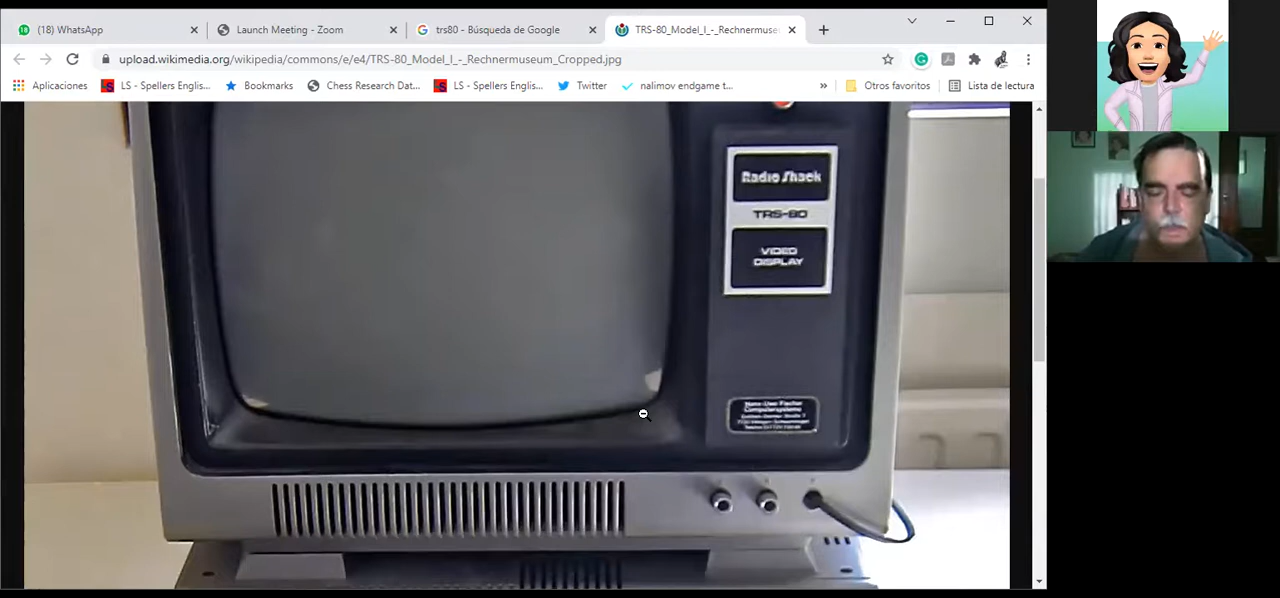 (18) WhatsApp
Launch Meeting - Zoom
trs80 - Búsqueda de Google
TRS-80_Model_I_-_Rechnermuse
upload.wikimedia.org/wikipedia/commons/e/e4/TRS-80_Model_I_-_Rechnermuseum_Cropped.jpg
Aplicaciones
LS - Spellers Englis...
Bookmarks
Chess Research Dat...
LS - Spellers Englis...
Twitter
nalimov endgame t...
»
Otros favoritos
Lista de lectura
Radio Shack
TRS-80
VIDEO
DISPLAY
Computersysteme